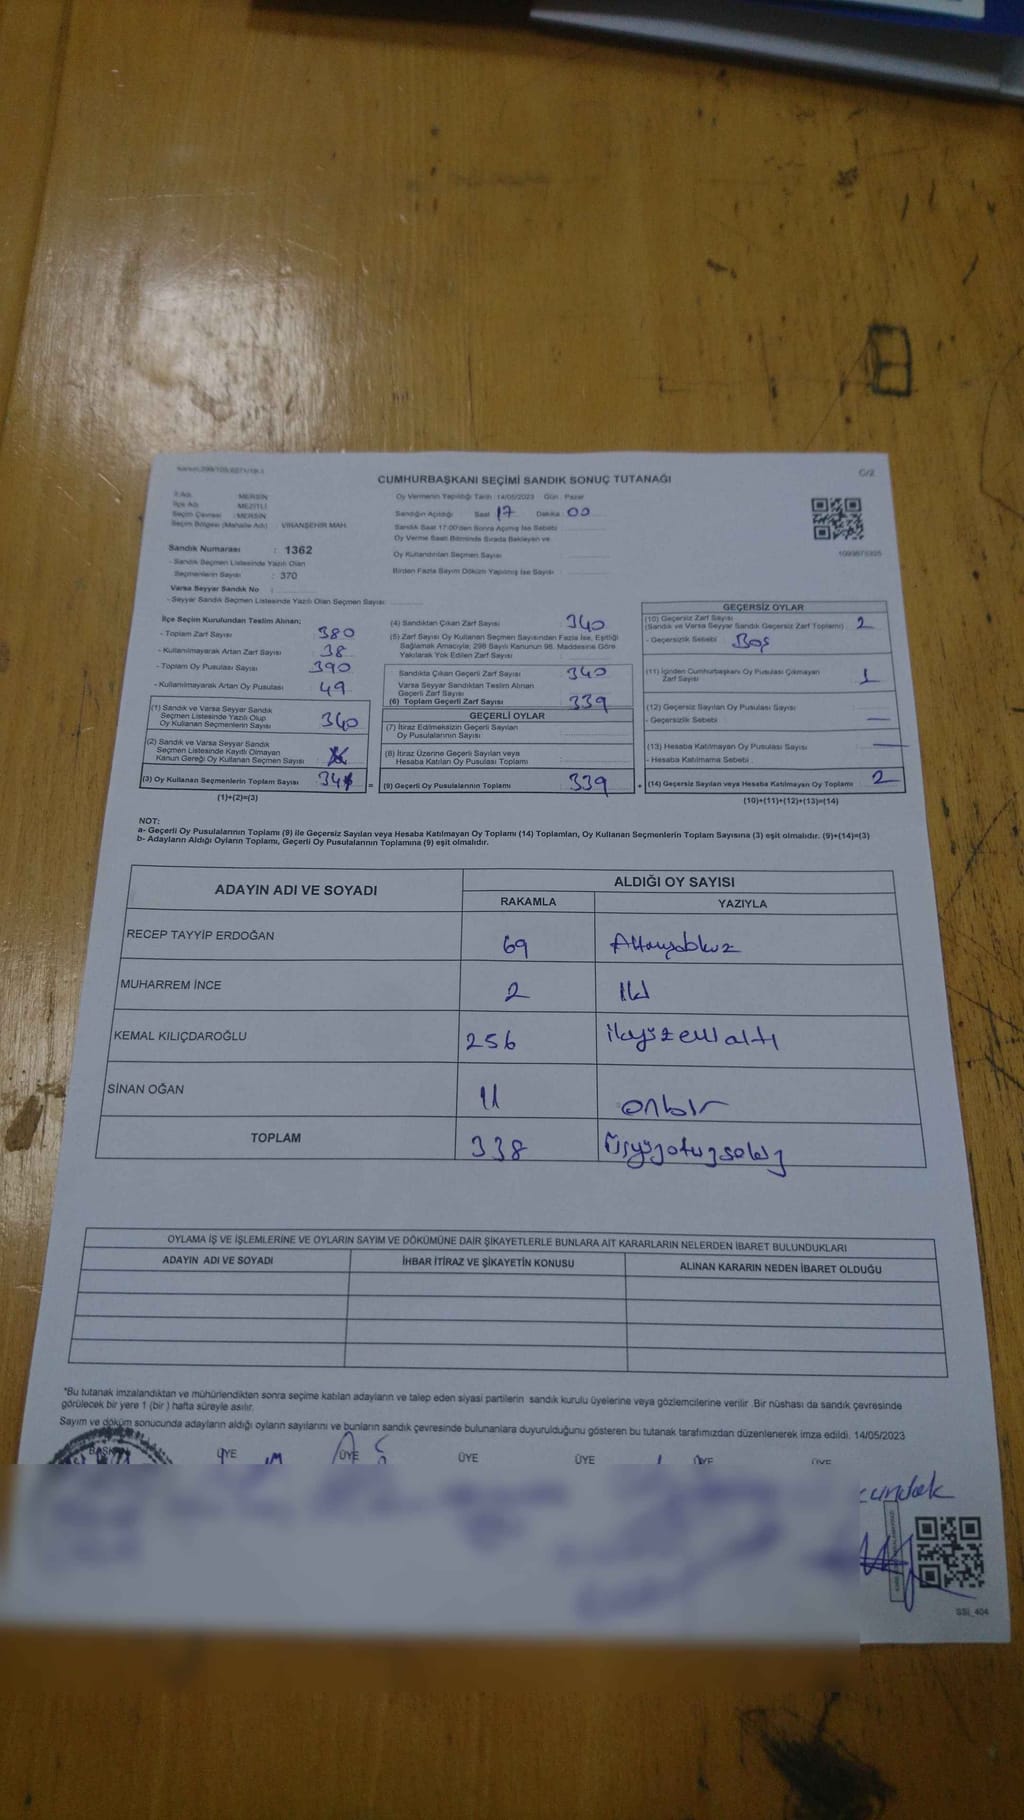 CUMHURBAŞKANI SEÇİMİ SANDIK SONUÇ TUTANAĞI
C/2
İl Adı : MERSİN
İlçe Adı : MEZİTLİ
Seçim Çevresi : MERSİN
Seçim Bölgesi (Mahalle Adı) : VİRANŞEHİR MAH.
Sandık Numarası : 1362
- Sandık Seçmen Listesinde Yazılı Olan
Seçmenlerin Sayısı : 370
Varsa Seyyar Sandık No :
- Seyyar Sandık Seçmen Listesinde Yazılı Olan Seçmen Sayısı
Oy Vermenin Yapıldığı Tarih :14/05/2023 Gün : Pazar
Sandığın Açıldığı Saat 17 Dakika : 00
Sandık Saat 17:00'den Sonra Açılmış İse Sebebi
Oy Verme Saati Bitiminde Sırada Bekleyen ve
Oy Kullandırılan Seçmen Sayısı
Birden Fazla Sayım Döküm Yapılmış İse Sayısı :
İlçe Seçim Kurulundan Teslim Alınan;
- Toplam Zarf Sayısı : 380
- Kullanılmayarak Artan Zarf Sayısı : 38
- Toplam Oy Pusulası Sayısı : 390
- Kullanılmayarak Artan Oy Pusulası : 49
(1) Sandık ve Varsa Seyyar Sandık
Seçmen Listesinde Yazılı Olup
Oy Kullanan Seçmenlerin Sayısı : 340
(2) Sandık ve Varsa Seyyar Sandık
Seçmen Listesinde Kayıtlı Olmayan
Kanun Gereği Oy Kullanan Seçmen Sayısı :
(3) Oy Kullanan Seçmenlerin Toplam Sayısı
(1)+(2)=(3)
(4) Sandıktan Çıkan Zarf Sayısı : 340
(5) Zarf Sayısı Oy Kullanan Seçmen Sayısından Fazla İse, Eşitliği
Sağlamak Amacıyla; 298 Sayılı Kanunun 98. Maddesine Göre
Yakılarak Yok Edilen Zarf Sayısı :
Sandıkta Çıkan Geçerli Zarf Sayısı : 340
Varsa Seyyar Sandıktan Teslim Alınan
Geçerli Zarf Sayısı :
(6) Toplam Geçerli Zarf Sayısı : 339
GEÇERLİ OYLAR
(7) İtiraz Edilmeksizin Geçerli Sayılan
Oy Pusulalarının Sayısı :
(8) İtiraz Üzerine Geçerli Sayılan veya
Hesaba Katılan Oy Pusulası Toplamı :
= (9) Geçerli Oy Pusulalarının Toplamı : 339
GEÇERSİZ OYLAR
(10) Geçersiz Zarf Sayısı
(Sandık ve Varsa Seyyar Sandık Geçersiz Zarf Toplamı) : 2
- Geçersizlik Sebebi : Boş
(11) İçinden Cumhurbaşkanı Oy Pusulası Çıkmayan
Zarf Sayısı : 1
(12) Geçersiz Sayılan Oy Pusulası Sayısı :
- Geçersizlik Sebebi : —
(13) Hesaba Katılmayan Oy Pusulası Sayısı : —
- Hesaba Katılmama Sebebi :
+ (14) Geçersiz Sayılan veya Hesaba Katılmayan Oy Toplamı : 2
(10)+(11)+(12)+(13)=(14)
NOT:
a- Geçerli Oy Pusulalarının Toplamı (9) ile Geçersiz Sayılan veya Hesaba Katılmayan Oy Toplamı (14) Toplamları, Oy Kullanan Seçmenlerin Toplam Sayısına (3) eşit olmalıdır. (9)+(14)=(3)
b- Adayların Aldığı Oyların Toplamı, Geçerli Oy Pusulalarının Toplamına (9) eşit olmalıdır.
ADAYIN ADI VE SOYADI
ALDIĞI OY SAYISI
RAKAMLA YAZIYLA
RECEP TAYYİP ERDOĞAN 69 Altmışdokuz
MUHARREM İNCE 2 İki
KEMAL KILIÇDAROĞLU 256 ikiyüzellialtı
SİNAN OĞAN 11 onbir
TOPLAM 338 Üçyüzotuzsekiz
OYLAMA İŞ VE İŞLEMLERİNE VE OYLARIN SAYIM VE DÖKÜMÜNE DAİR ŞİKAYETLERLE BUNLARA AİT KARARLARIN NELERDEN İBARET BULUNDUKLARI
ADAYIN ADI VE SOYADI İHBAR İTİRAZ VE ŞİKAYETİN KONUSU ALINAN KARARIN NEDEN İBARET OLDUĞU
*Bu tutanak imzalandıktan ve mühürlendikten sonra seçime katılan adayların ve talep eden siyasi partilerin sandık kurulu üyelerine veya gözlemcilerine verilir. Bir nüshası da sandık çevresinde
görülecek bir yere 1 (bir ) hafta süreyle asılır.
Sayım ve döküm sonucunda adayların aldığı oyların sayılarını ve bunların sandık çevresinde bulunanlara duyurulduğunu gösteren bu tutanak tarafımızdan düzenlenerek imza edildi. 14/05/2023
BAŞKAN ÜYE ÜYE ÜYE ÜYE ÜYE ÜYE
SSİ_404